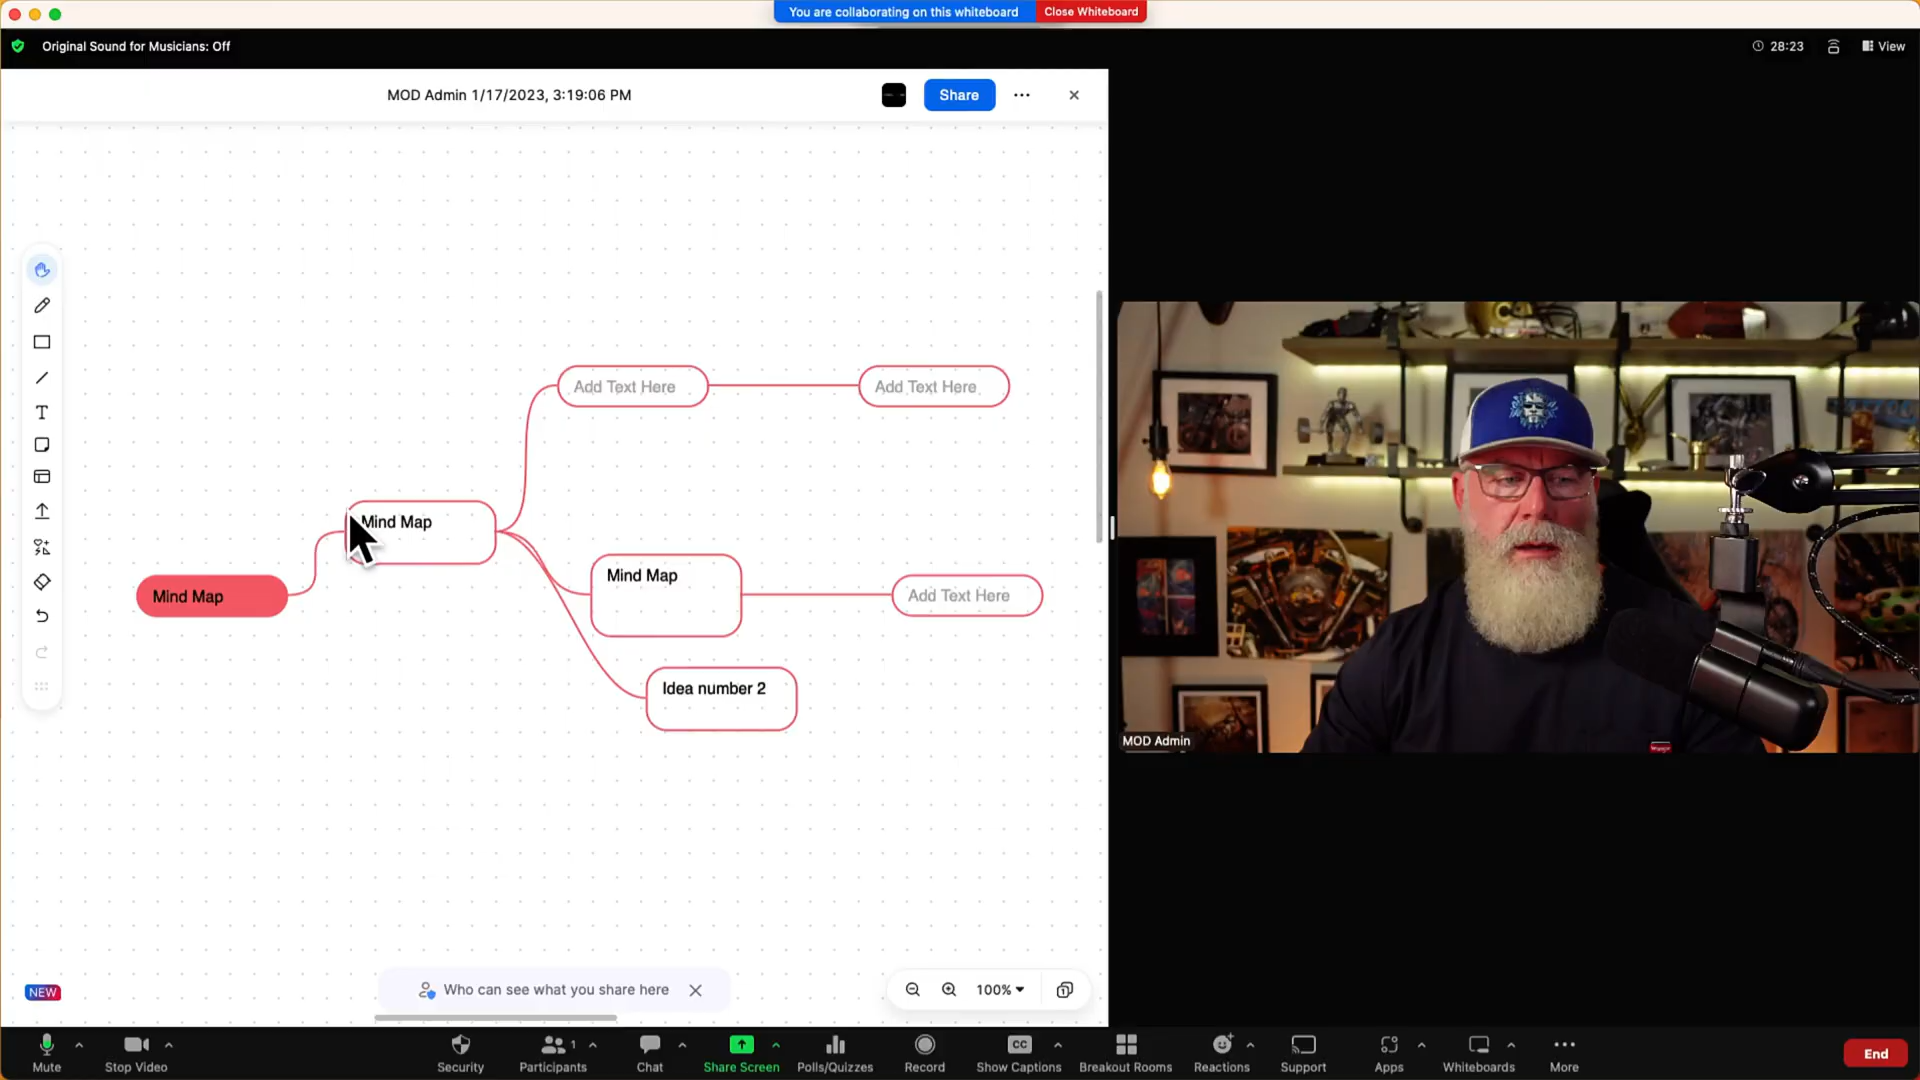 You are collaborating on this whiteboard Close Whiteboard
Original Sound for Musicians: Off
28:23
View
MOD Admin 1/17/2023, 3:19:06 PM
Share
Add Text Here
Add Text Here
Mind Map
Mind Map
Mind Map
Add Text Here
Idea number 2
MOD Admin
NEW
Who can see what you share here
100%
1
CC
Mute
Stop Video
Security
Participants
Chat
Share Screen
Polls/Quizzes
Record
Show Captions
Breakout Rooms
Reactions
Support
Apps
Whiteboards
More
End